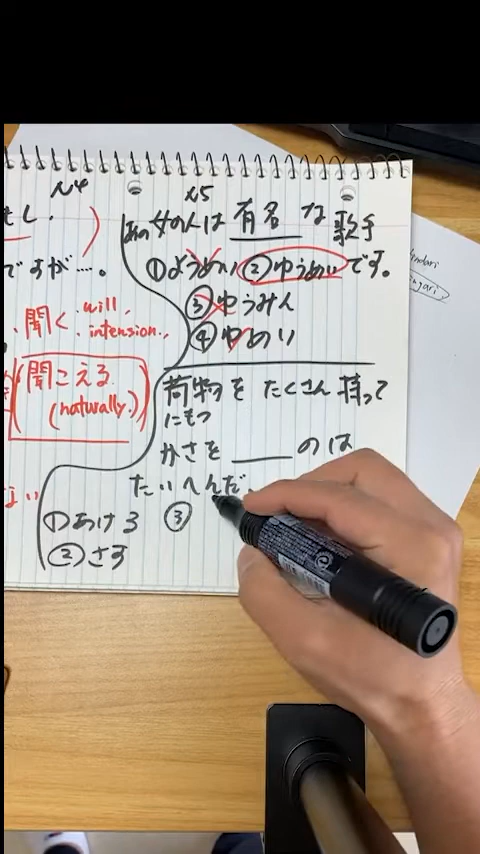 N4
N5
あの女の人は 有名 な 歌手
①ようめい ②ゆうめい です。
③ゆうみん
④ゆめい
ですが....
聞く will, intension..
聞こえる (naturally.)
荷物を たくさん 持って
にもつ
かさを ____ のは
たいへんだ
①あける ③
②さす